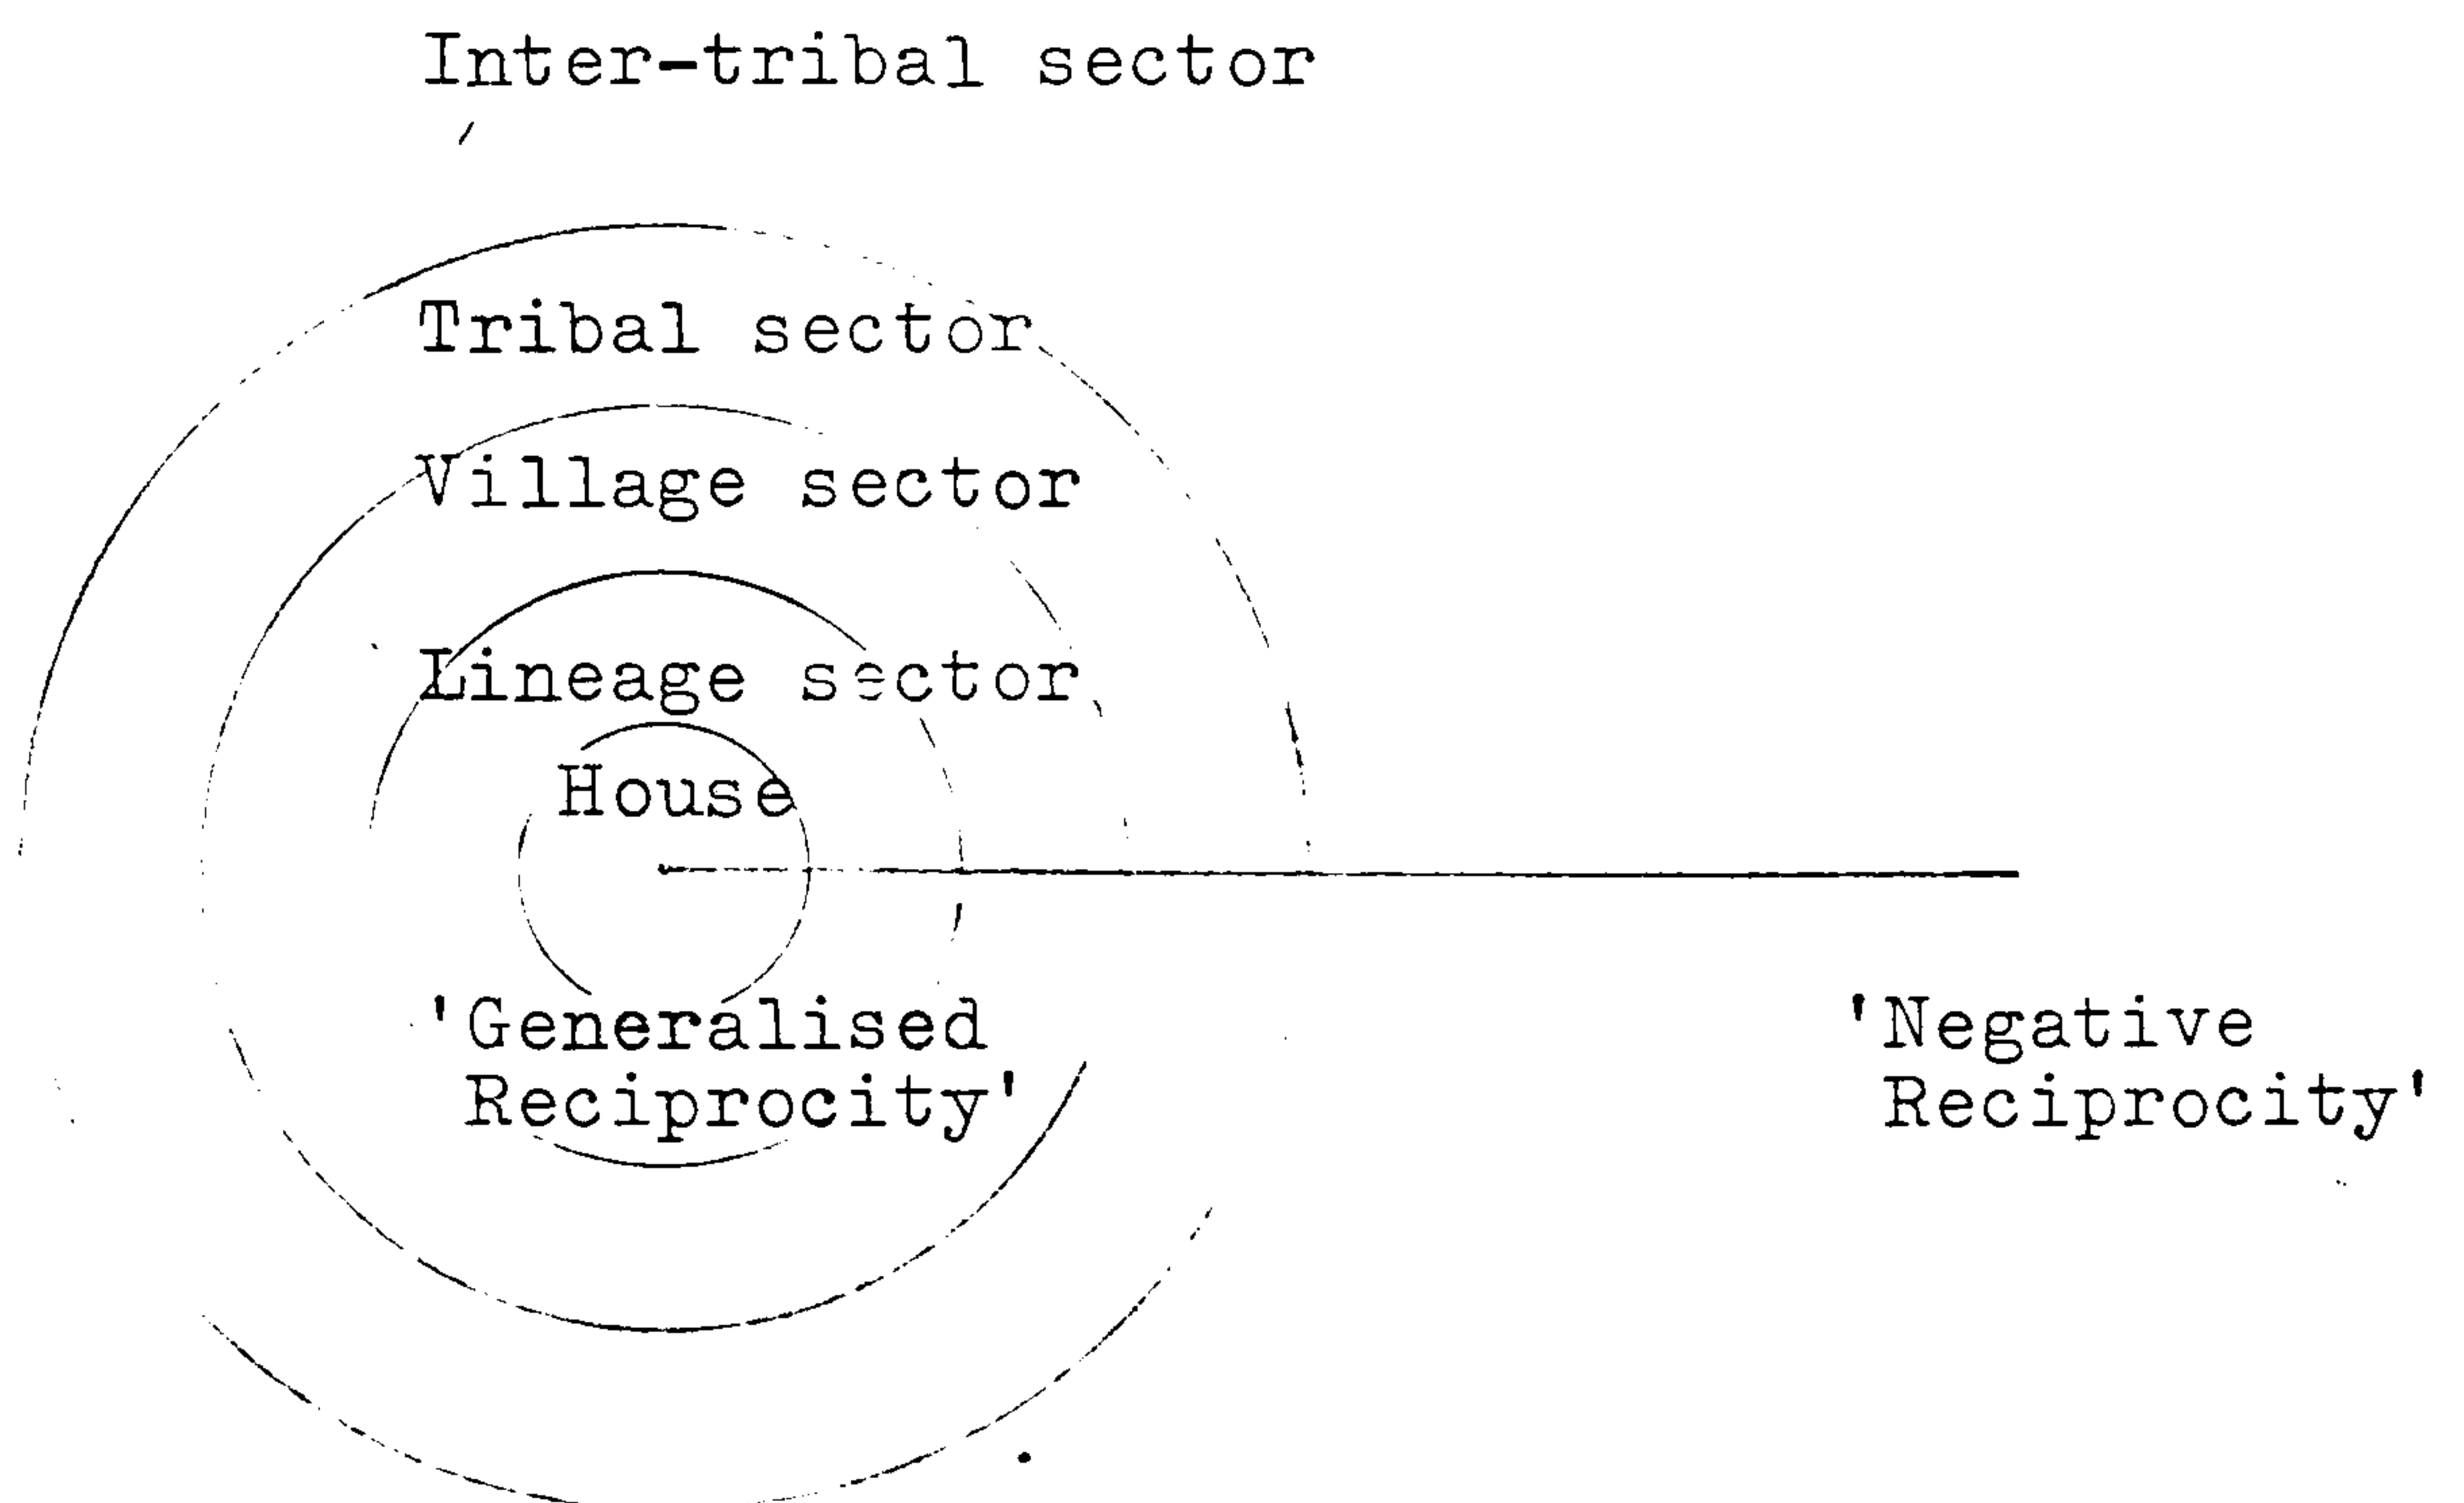 Inter-tribal sector
Tribal sector
Village sector
Lineage sector
House
'Generalised
Reciprocity'
'Negative
Reciprocity'